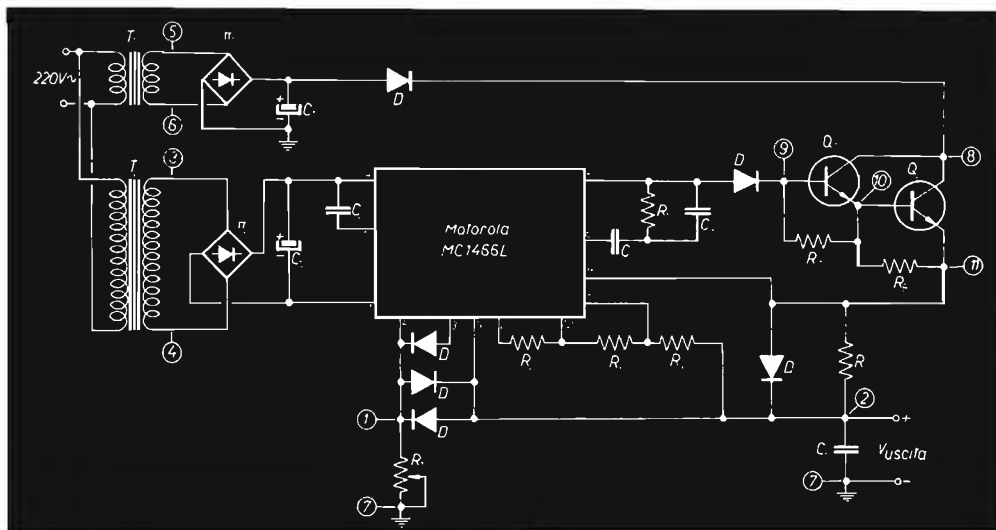 T.
5
220V~
D
C.
6
3
T.
4
Motorola
MC1466L
C
C
D
9
Q.
10
Q.
8
R.
C.
C
R.
R.
11
D
D
D
R.
R.
R.
D
R
1
2
+
R.
C.
Vuscita
7
7
-